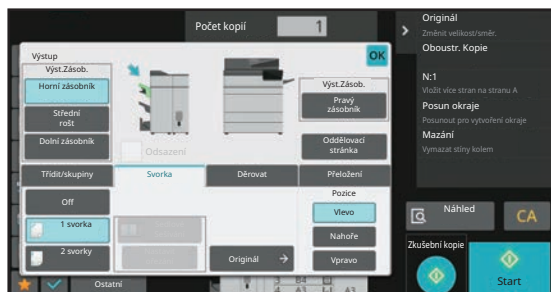 Počet kopií
1
Originál
Změnit velikost/směr.
Oboustr. Kopie
N:1
Vložit více stran na stranu A
Posun okraje
Posunout pro vytvoření okraje
Mazání
Vymazat stíny kolem
Výstup
OK
Výst.Zásob.
Horní zásobník
Střední
rošt
Dolní zásobník
Odsazení
Výst.Zásob.
Pravý
zásobník
Oddělovací
stránka
Třídit/skupiny
Svorka
Děrovat
Přeložení
Off
1 svorka
2 svorky
Originál
Pozice
Vlevo
Nahoře
Vpravo
Náhled
CA
Zkušební kopie
Start
Ostatní
A3